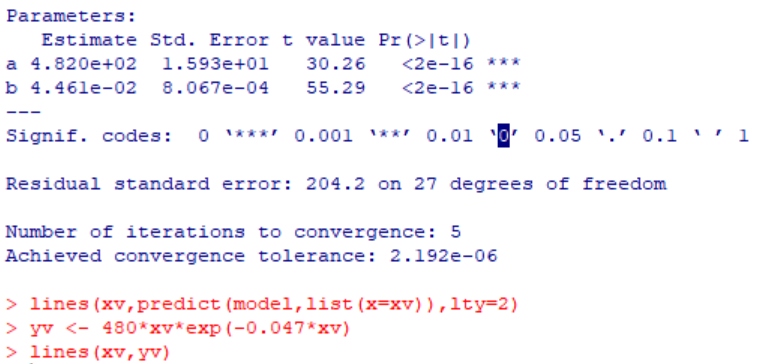 Parameters:
   Estimate Std. Error t value Pr(>|t|)
a 4.820e+02  1.593e+01   30.26   <2e-16 ***
b 4.461e-02  8.067e-04   55.29   <2e-16 ***
---
Signif. codes:  0 ‘***’ 0.001 ‘**’ 0.01 ‘0’ 0.05 ‘.’ 0.1 ‘ ’ 1
Residual standard error: 204.2 on 27 degrees of freedom
Number of iterations to convergence: 5
Achieved convergence tolerance: 2.192e-06
> lines(xv,predict(model,list(x=xv)),lty=2)
> yv <- 480*xv*exp(-0.047*xv)
> lines(xv,yv)